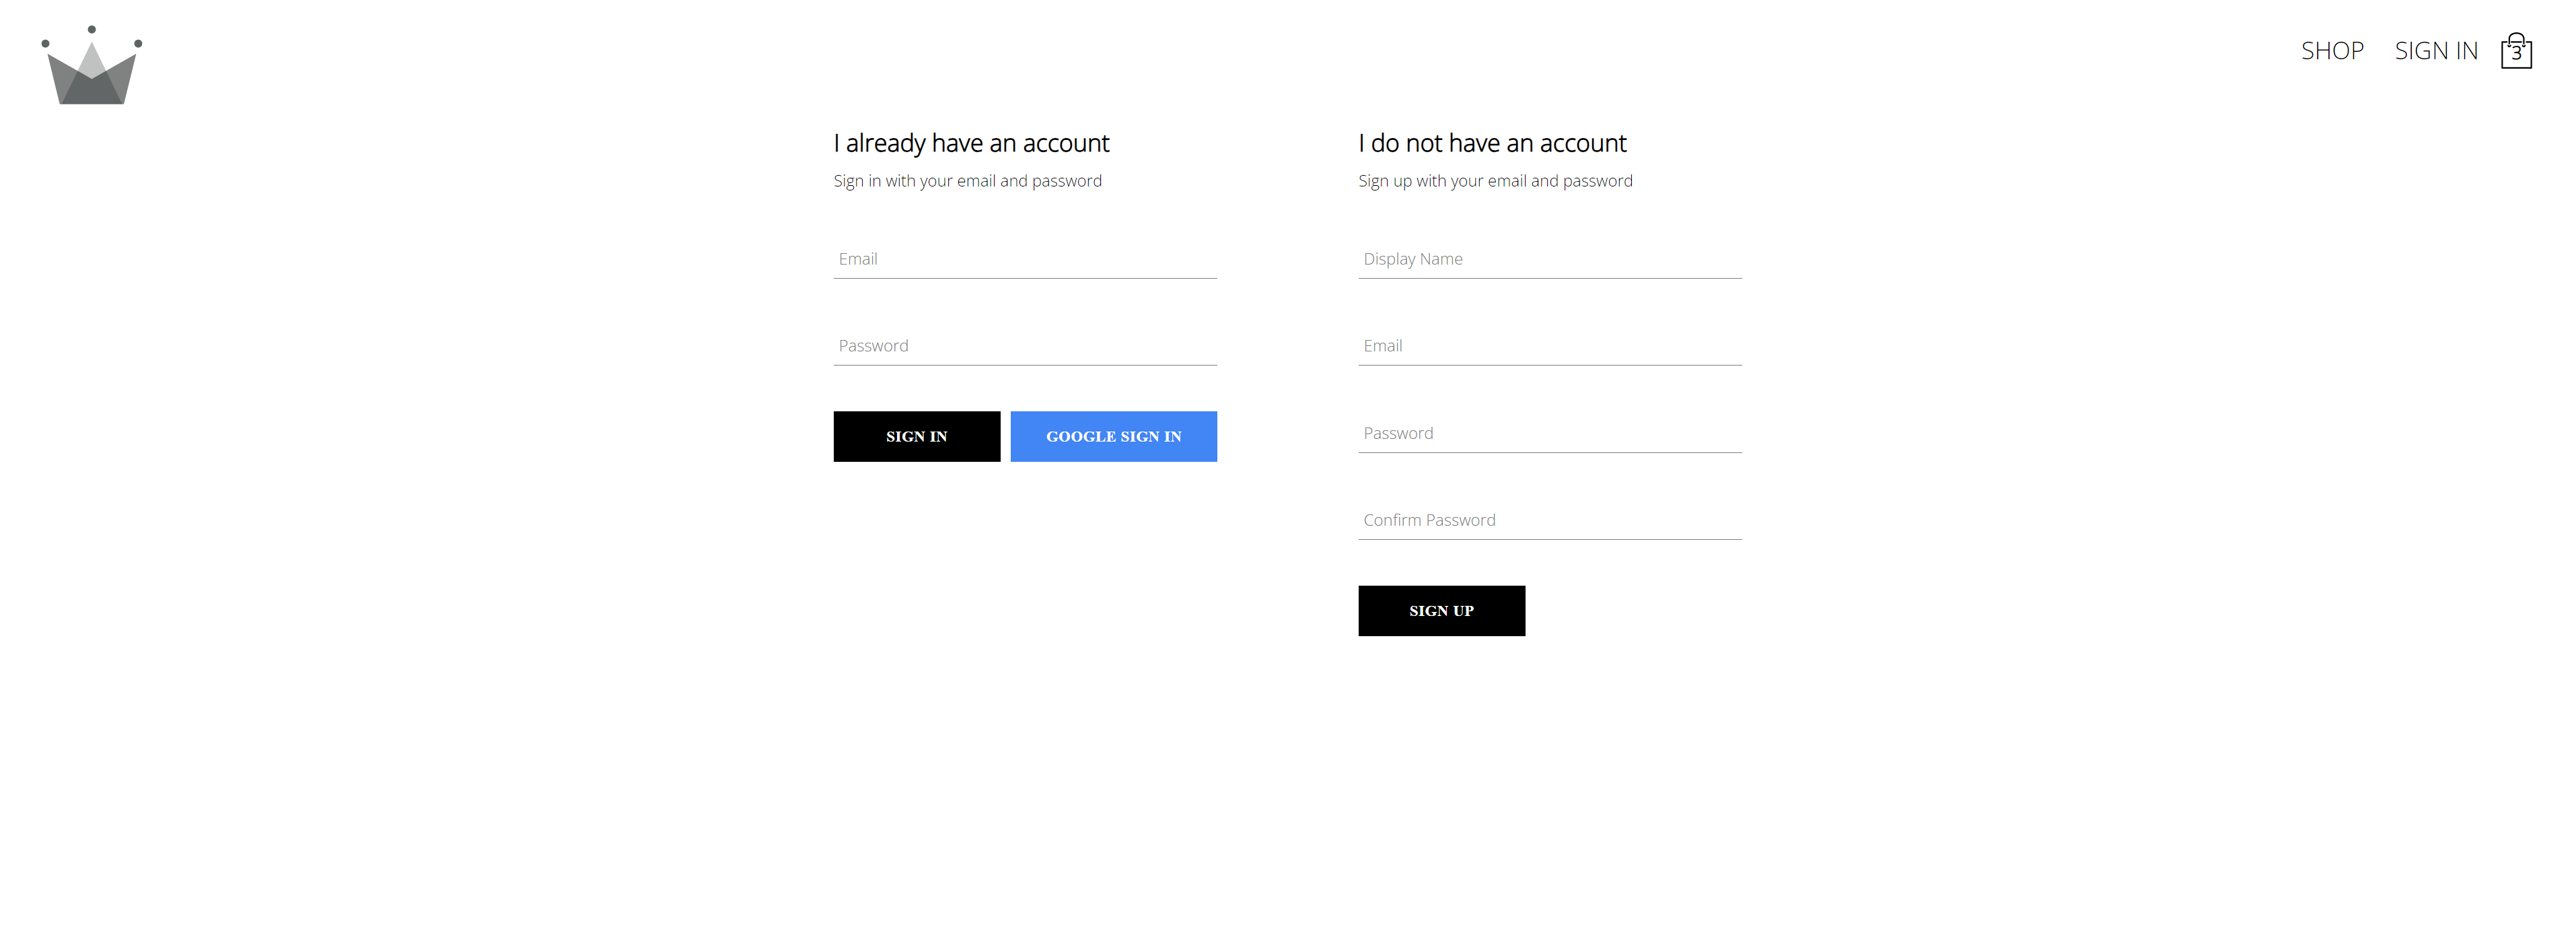 SHOP SIGN IN 3
I already have an account
Sign in with your email and password
Email
Password
SIGN IN GOOGLE SIGN IN
I do not have an account
Sign up with your email and password
Display Name
Email
Password
Confirm Password
SIGN UP